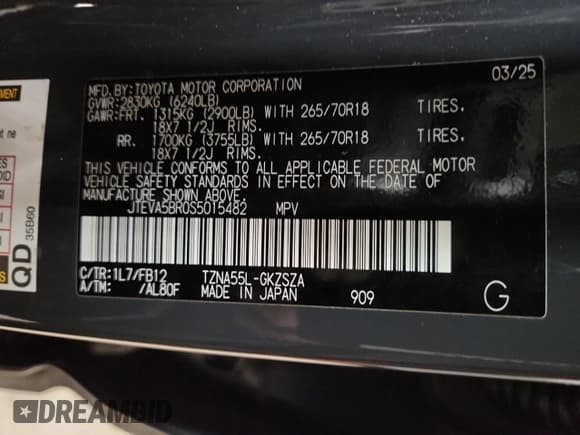 MFD.BY:TOYOTA MOTOR CORPORATION 03/25
GVWR:2830KG (6240LB)
GAWR:FRT. 1315KG (2900LB) WITH 265/70R18 TIRES.
18X7 1/2J RIMS.
RR. 1700KG (3755LB) WITH 265/70R18 TIRES.
18X7 1/2J RIMS.
THIS VEHICLE CONFORMS TO ALL APPLICABLE FEDERAL MOTOR
VEHICLE SAFETY STANDARDS IN EFFECT ON THE DATE OF
MANUFACTURE SHOWN ABOVE.
JTEVA5BR0S5015482 MPV
C/TR:1L7/FB12 TZNA55L-GKZSZA
A/TM: /AL80F MADE IN JAPAN 909 G
QD
35B60
DREAMBID